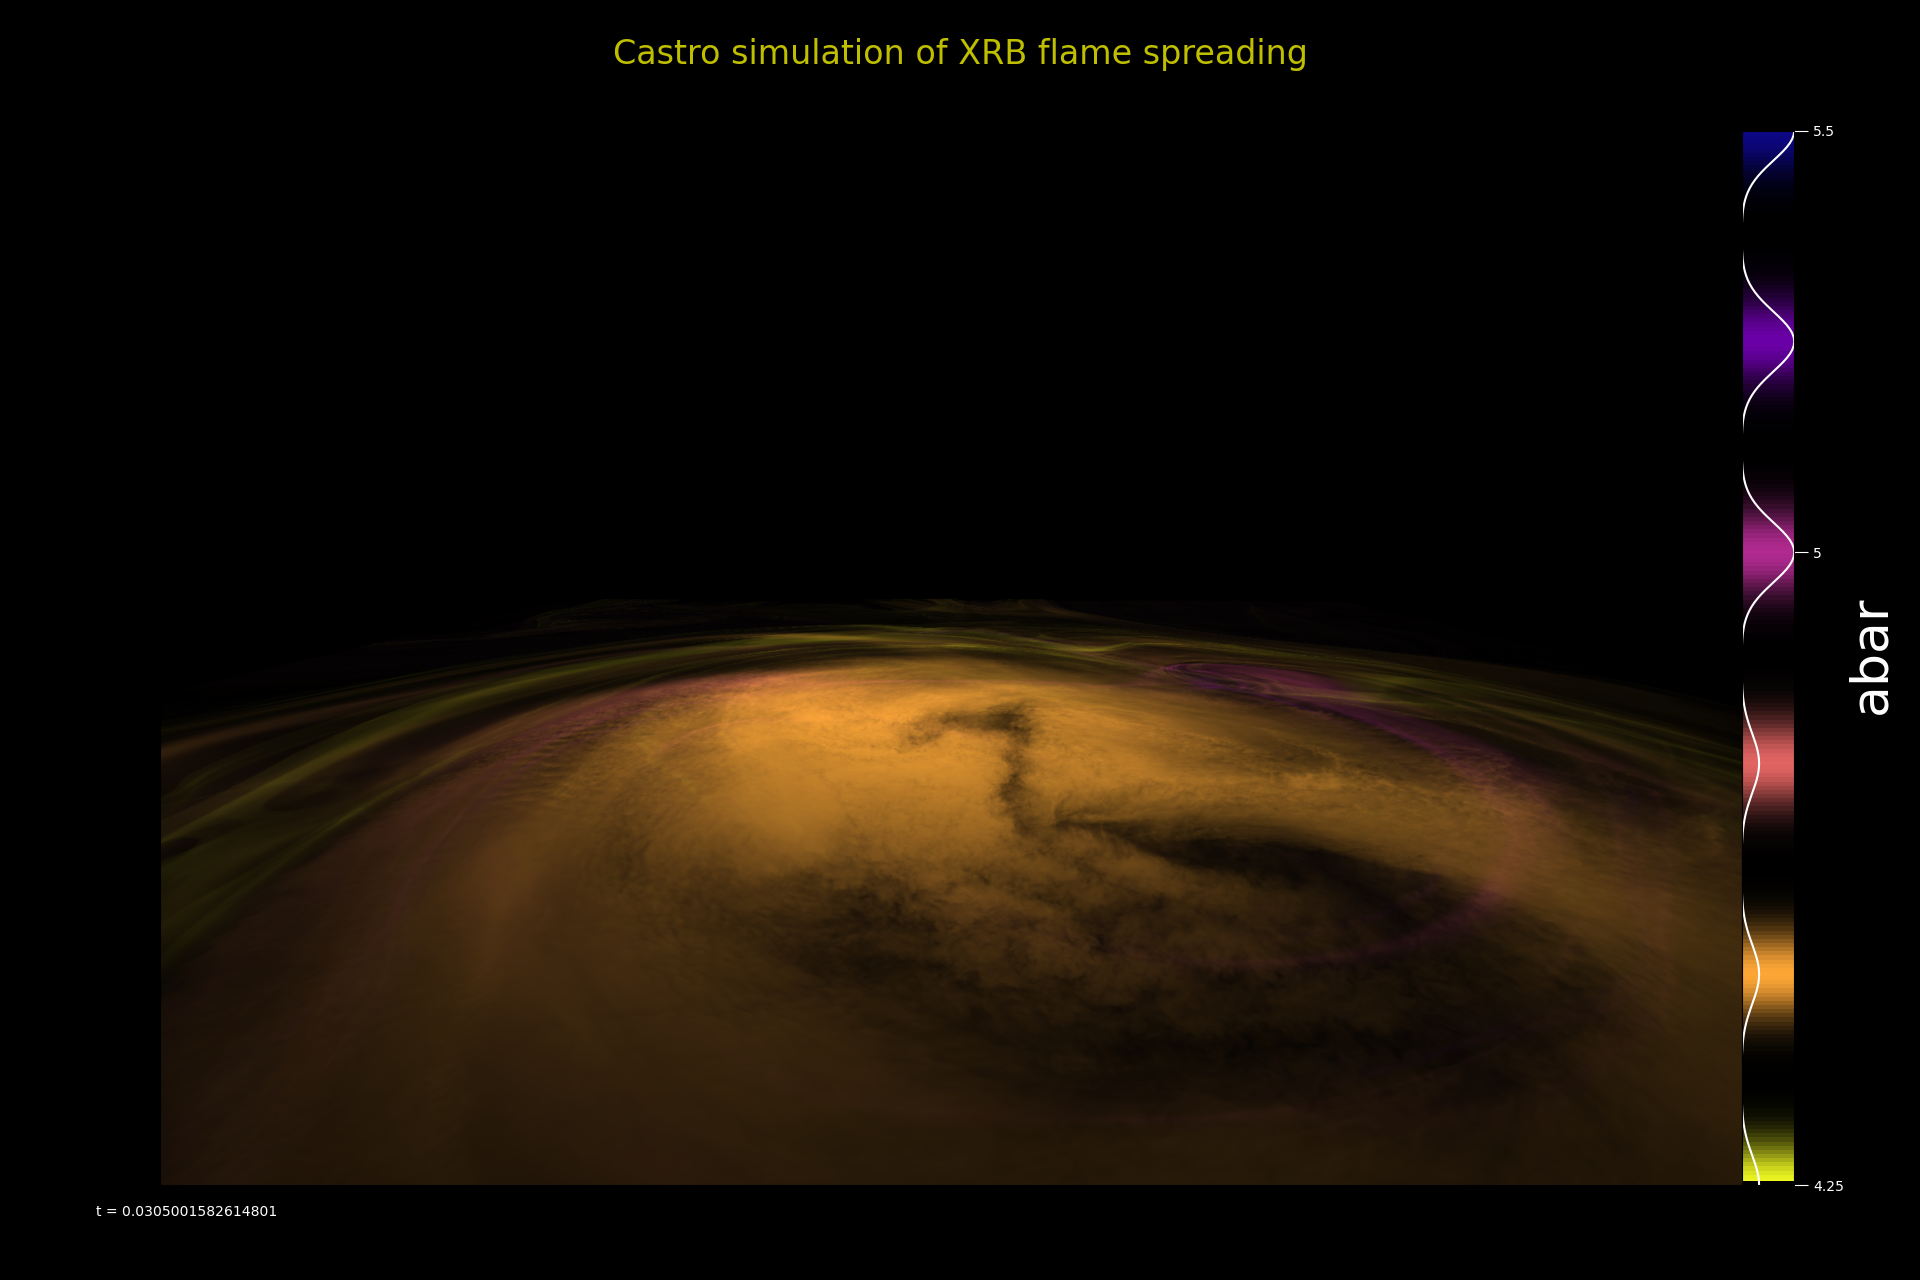 Castro simulation of XRB flame spreading
5.5
5
abar
4.25
t = 0.0305001582614801